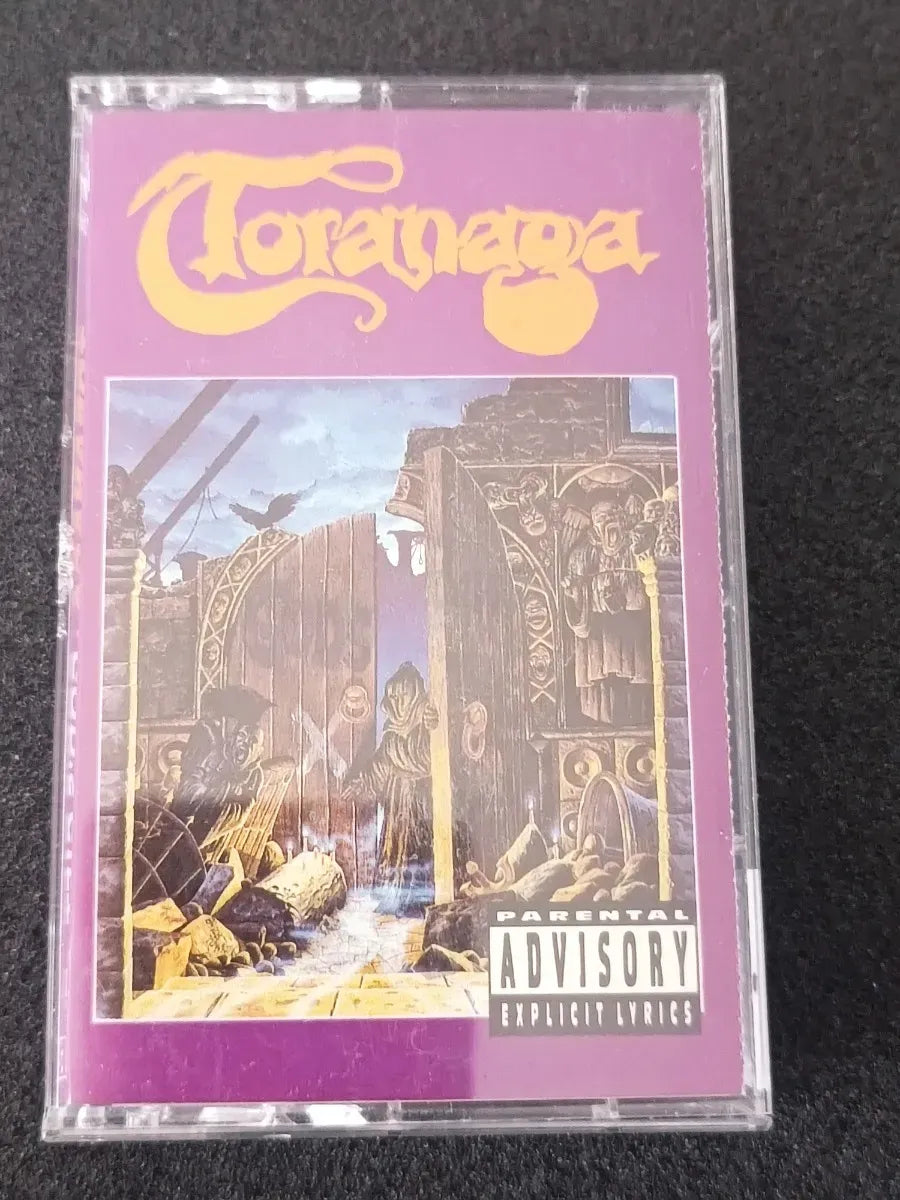 Toranaga
PARENTAL
ADVISORY
EXPLICIT LYRICS